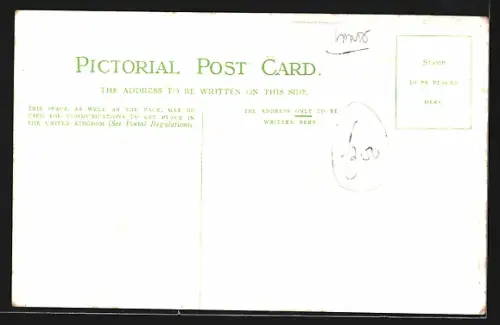 PICTORIAL POST CARD.
THE ADDRESS TO BE WRITTEN ON THIS SIDE.
THIS SPACE, AS WELL AS THE BACK, MAY BE
USED FOR COMMUNICATIONS TO ANY PLACE IN
THE UNITED KINGDOM (See Postal Regulations).
THE ADDRESS ONLY TO BE
WRITTEN HERE
STAMP
TO BE PLACED
HERE
2.50